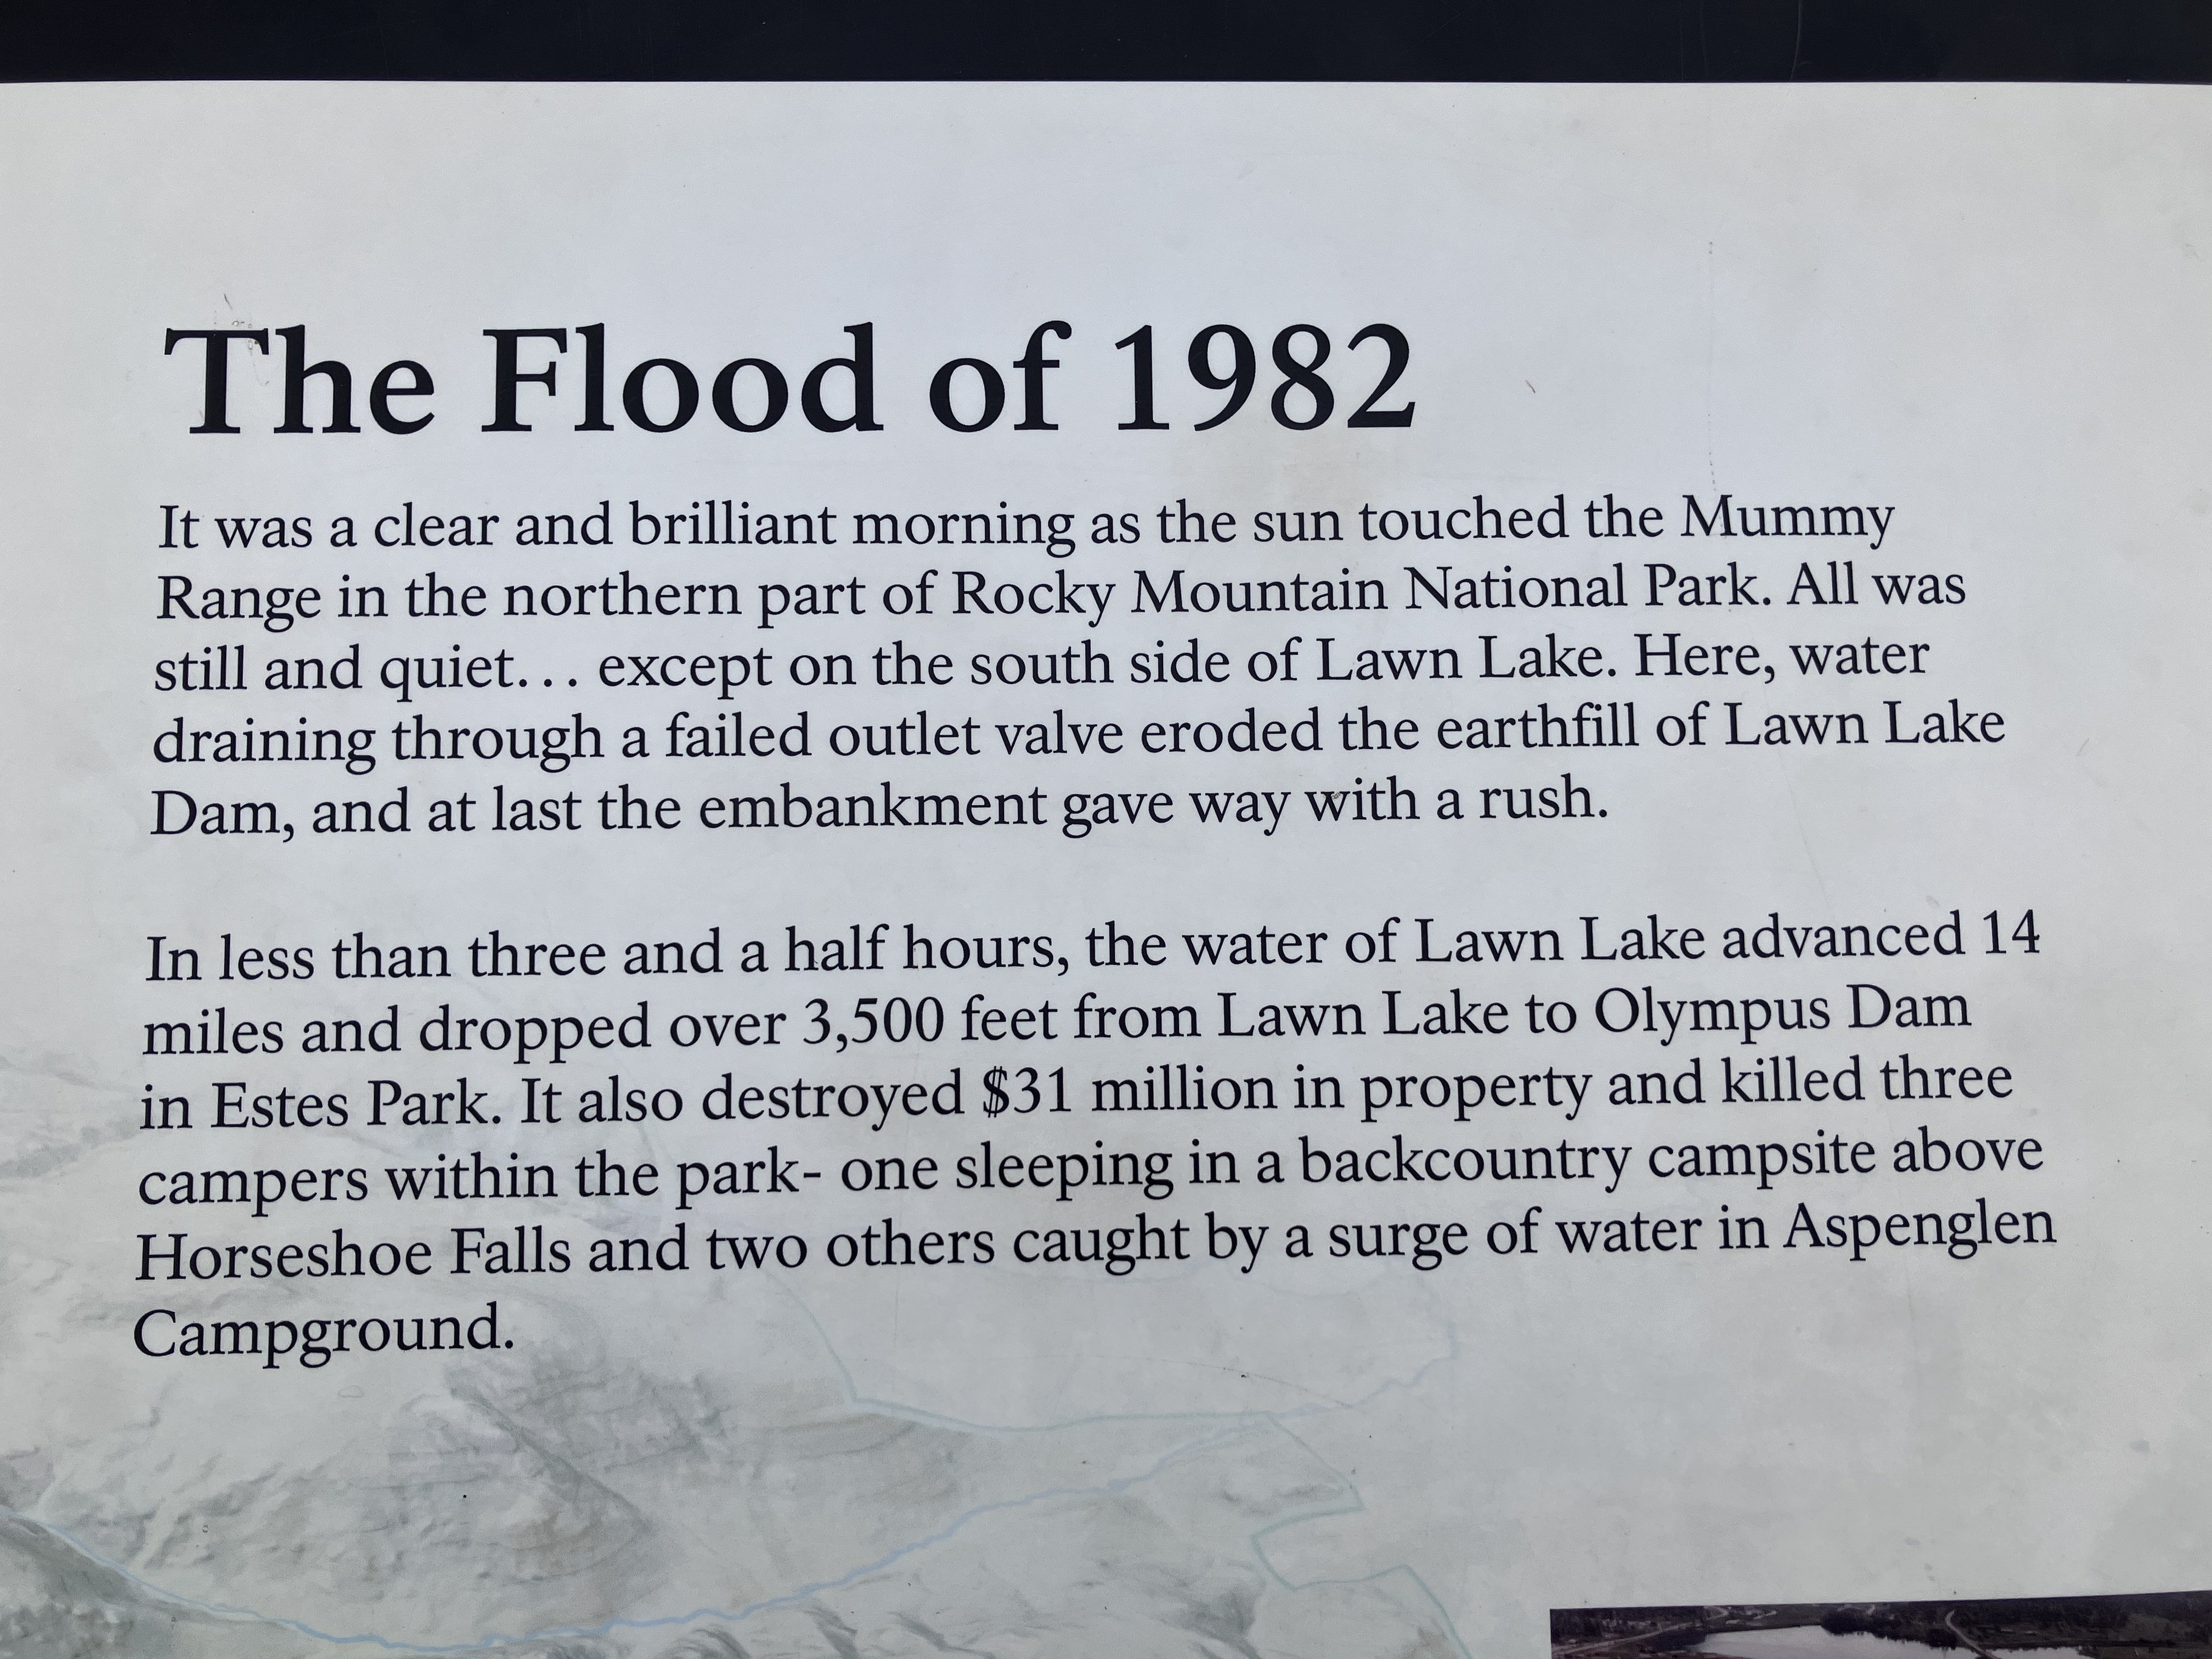 The Flood of 1982
It was a clear and brilliant morning as the sun touched the Mummy
Range in the northern part of Rocky Mountain National Park. All was
still and quiet... except on the south side of Lawn Lake. Here, water
draining through a failed outlet valve eroded the earthfill of Lawn Lake
Dam, and at last the embankment gave way with a rush.
In less than three and a half hours, the water of Lawn Lake advanced 14
miles and dropped over 3,500 feet from Lawn Lake to Olympus Dam
in Estes Park. It also destroyed $31 million in property and killed three
campers within the park- one sleeping in a backcountry campsite above
Horseshoe Falls and two others caught by a surge of water in Aspenglen
Campground.